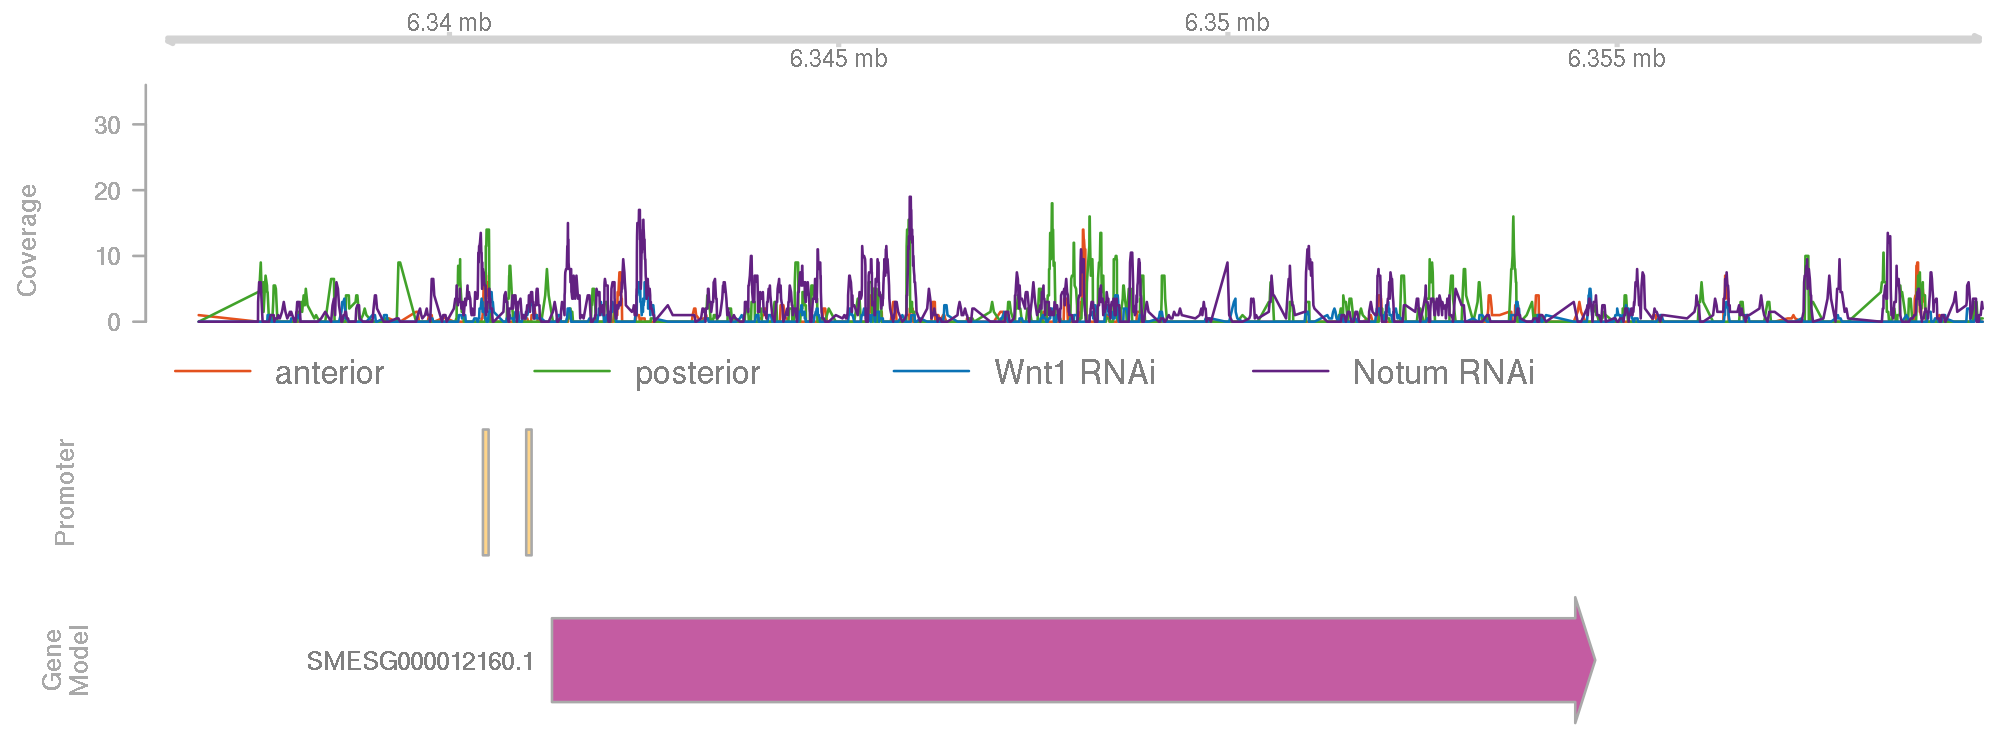 6.34 mb
6.35 mb
6.345 mb
6.355 mb
Coverage
30
20
10
0
anterior
posterior
Wnt1 RNAi
Notum RNAi
Promoter
0
Gene
Model
SMESG000012160.1